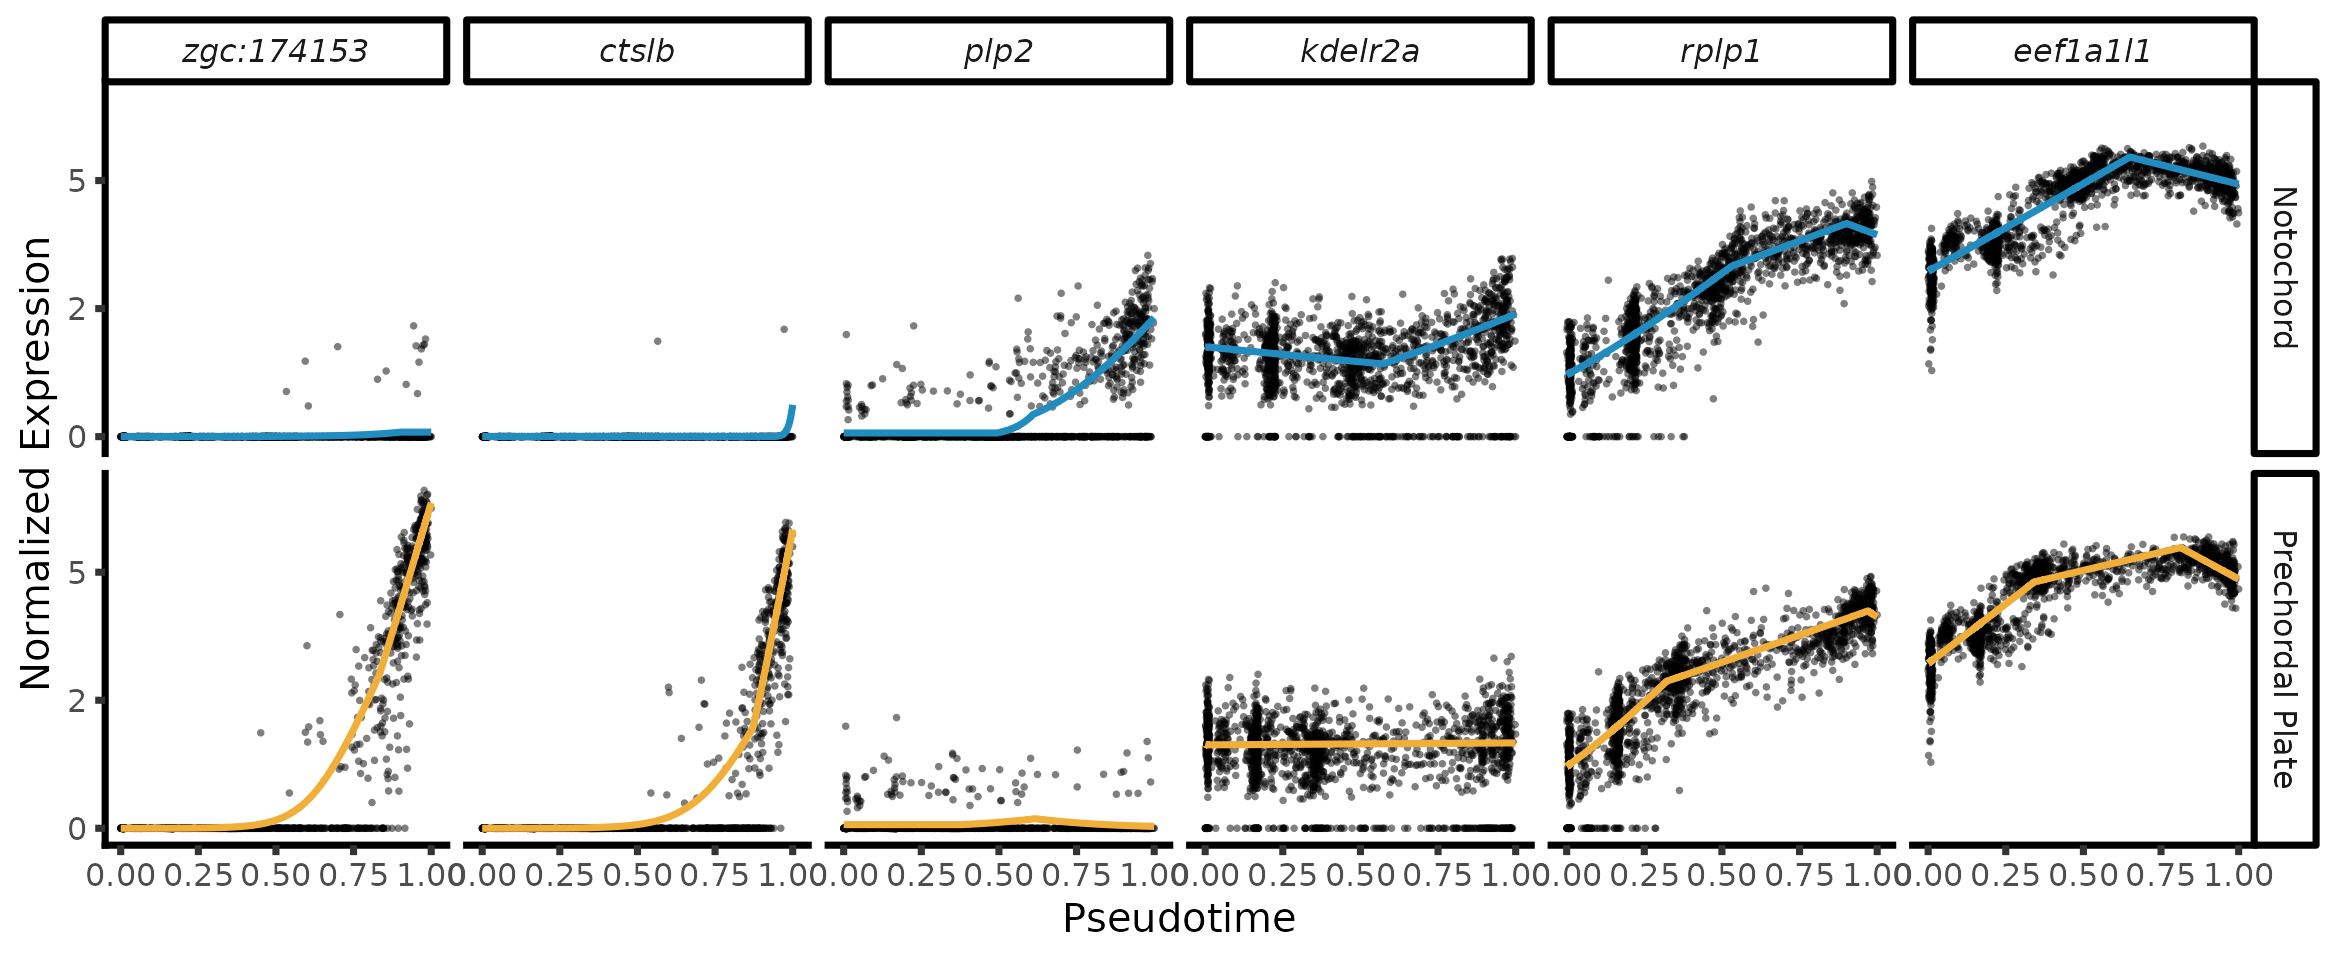 zgc:174153 ctslb plp2 kdelr2a rplp1 eef1a1l1
Normalized Expression
5
2
0
Notochord
5
2
0
Prechordal Plate
0.00 0.25 0.50 0.75 1.00 0.00 0.25 0.50 0.75 1.00 0.00 0.25 0.50 0.75 1.00 0.00 0.25 0.50 0.75 1.00 0.00 0.25 0.50 0.75 1.00 0.00 0.25 0.50 0.75 1.00
Pseudotime